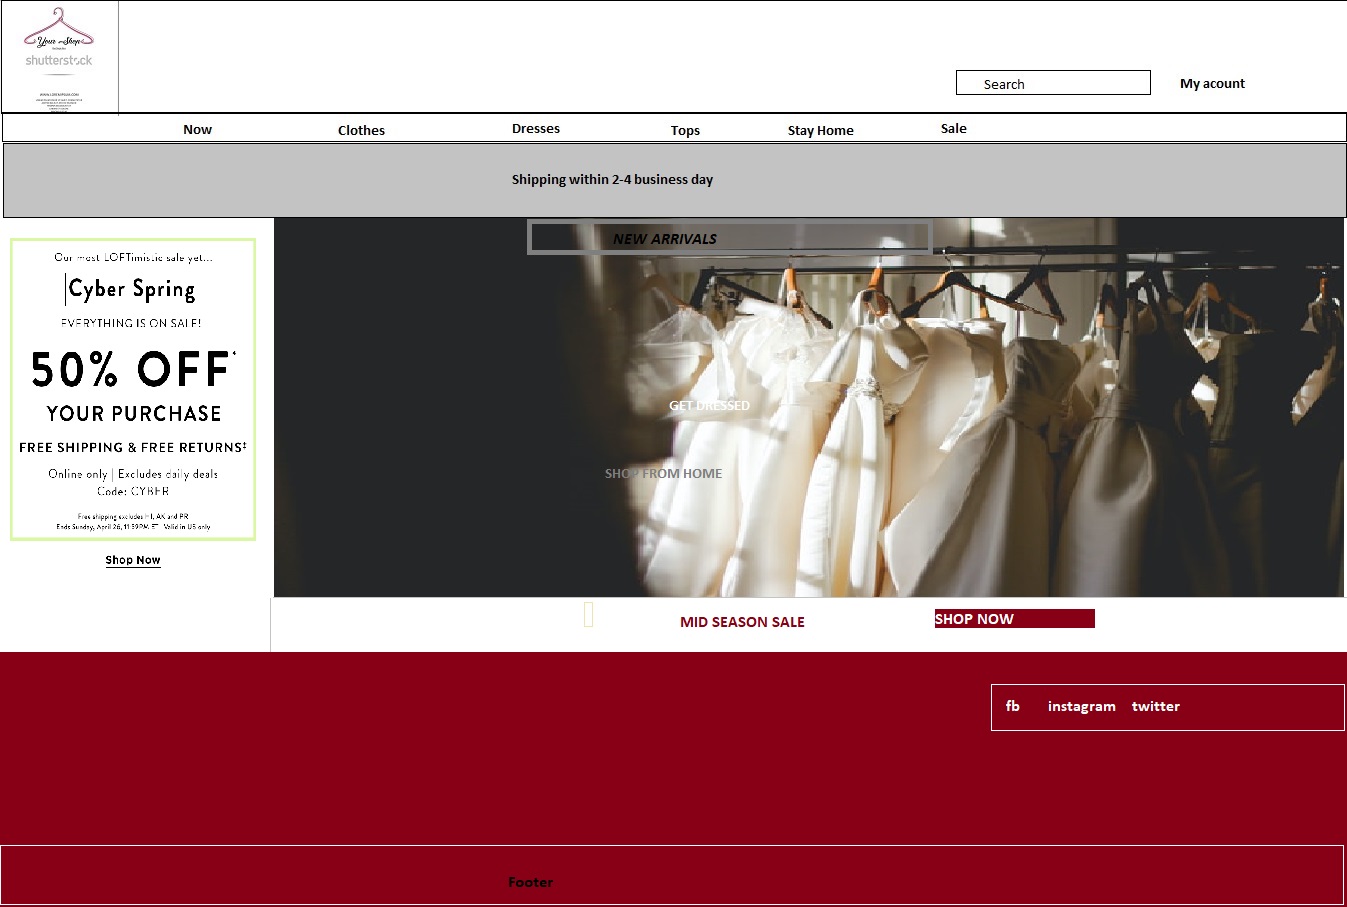 Your Shop
shutterstock
Search
My acount
Now Clothes Dresses Tops Stay Home Sale
Shipping within 2-4 business day
NEW ARRIVALS
Our most LOFTimistic sale yet...
Cyber Spring
EVERYTHING IS ON SALE!
50% OFF*
YOUR PURCHASE
FREE SHIPPING & FREE RETURNS‡
Online only | Excludes daily deals
Code: CYBER
Free shipping excludes HI, AK and PR
Ends Sunday, April 26, 11:59PM ET Valid in US only
Shop Now
GET DRESSED
SHOP FROM HOME
MID SEASON SALE
SHOP NOW
fb instagram twitter
Footer